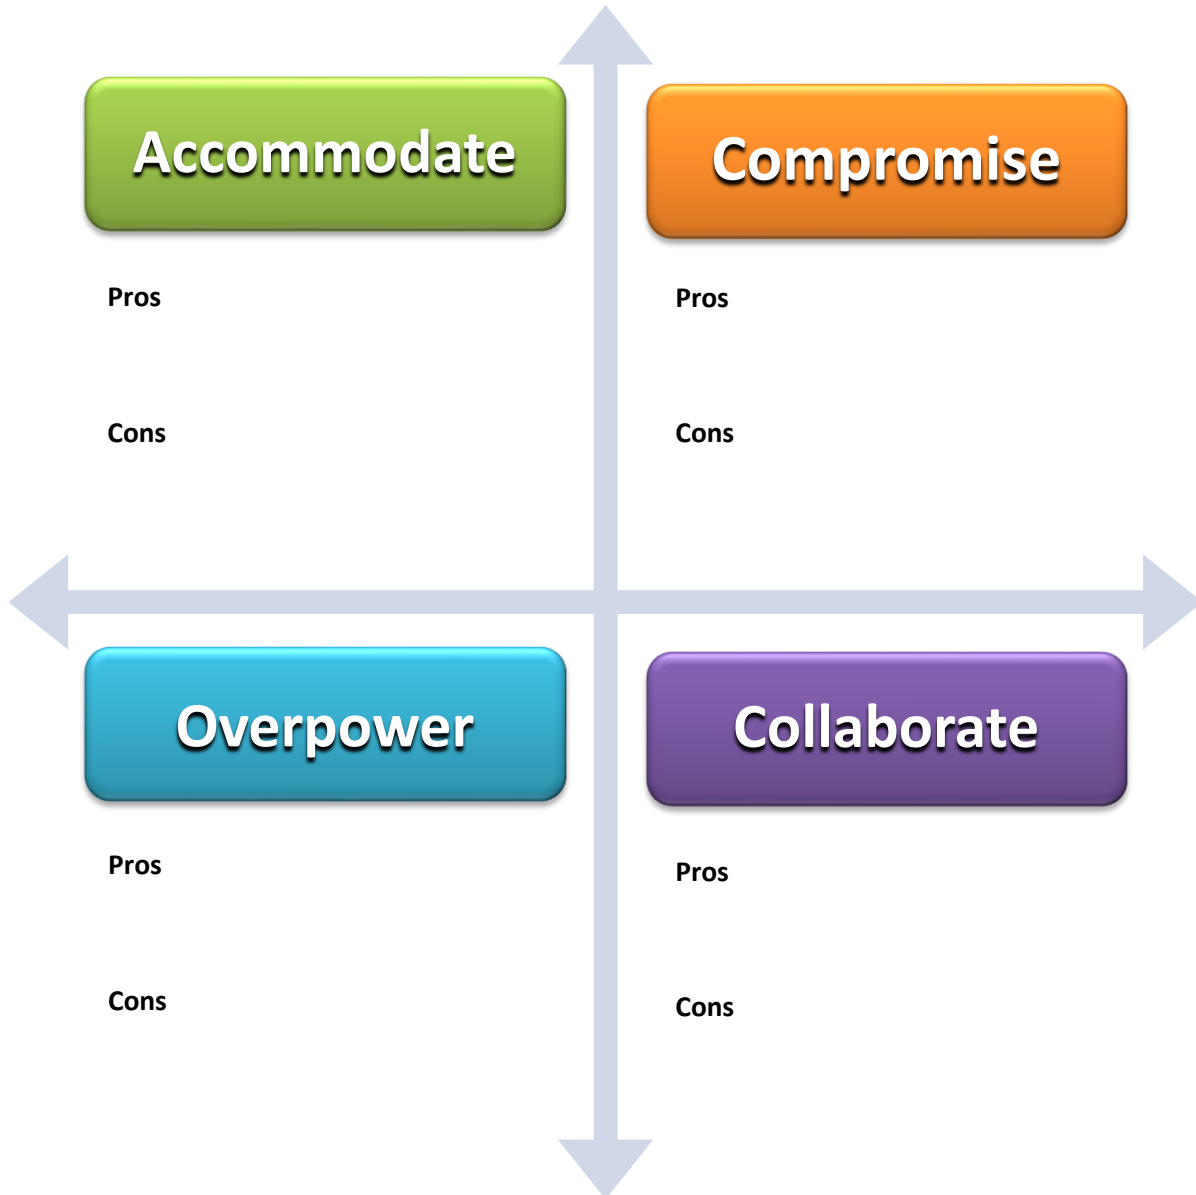 Accommodate
Pros
Cons
Compromise
Pros
Cons
Overpower
Pros
Cons
Collaborate
Pros
Cons